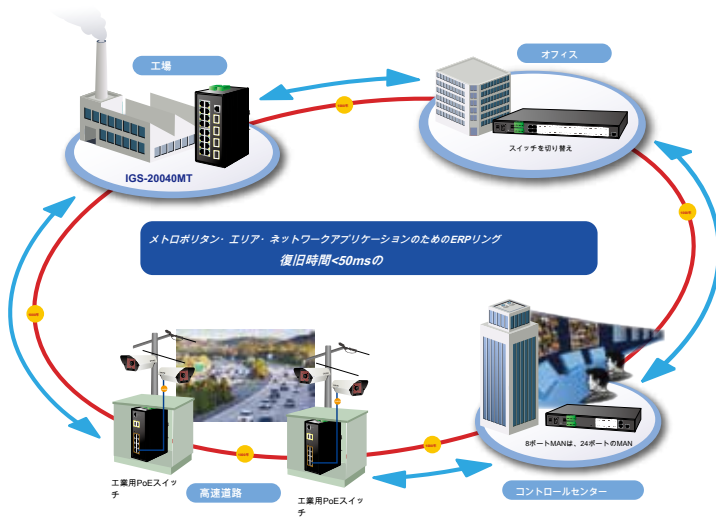 工場
オフィス
IGS-20040MT
スイッチを切り替え
メトロポリタン・エリア・ネットワークアプリケーションのためのERPリング
復旧時間<50msの
8ポートMANは、24ポートのMAN
工業用PoEスイッ
チ
高速道路
工業用PoEスイッ
チ
コントロールセンター